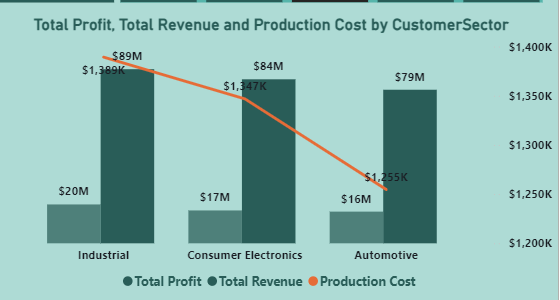 Total Profit, Total Revenue and Production Cost by CustomerSector
$1,400K
$89M
$1,389K
$84M
$79M
$1,347K
$1,350K
$1,300K
$1,255K
$20M
$17M
$16M
$1,250K
$1,200K
Industrial
Consumer Electronics
Automotive
Total Profit
Total Revenue
Production Cost